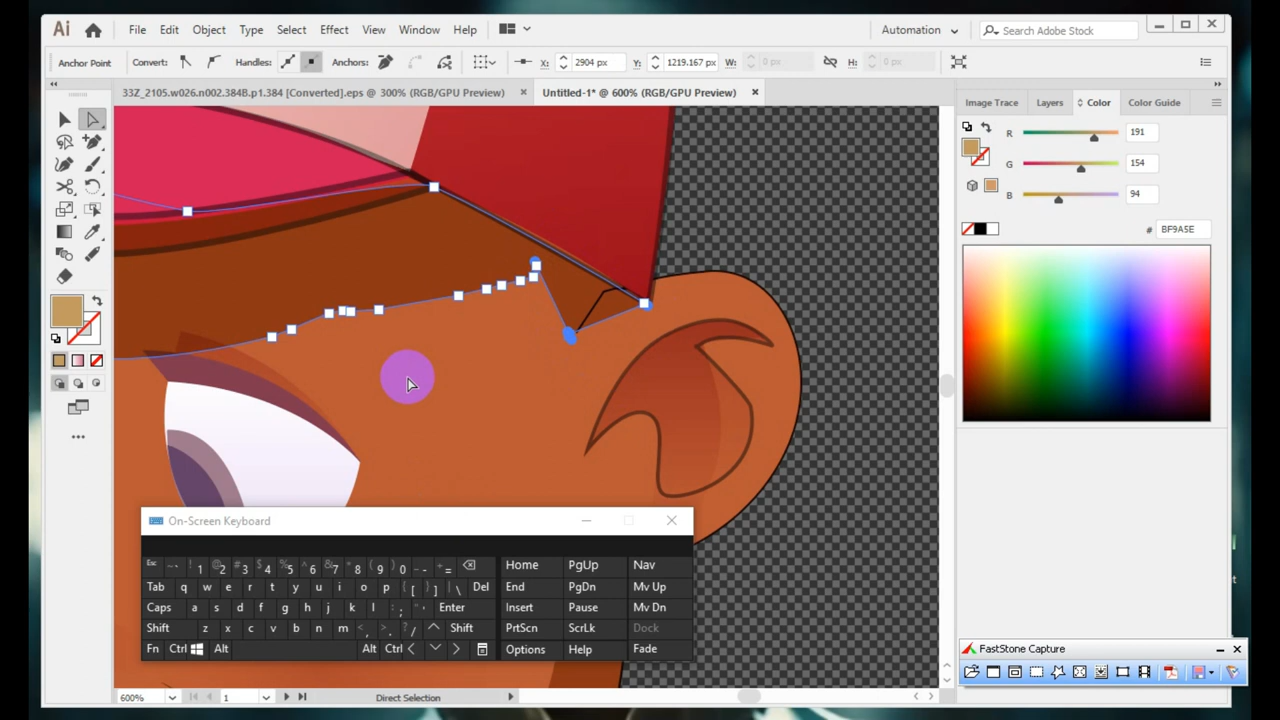 Ai File Edit Object Type Select Effect View Window Help Automation Search Adobe Stock
Anchor Point Convert: Handles: Anchors: X: 2904 px Y: 1219.167 px W: 0 px H: 0 px
33Z_2105.w026.n002.384B.p1.384 [Converted].eps @ 300% (RGB/GPU Preview) Untitled-1* @ 600% (RGB/GPU Preview)
Image Trace Layers Color Color Guide
R 191
G 154
B 94
# BF9A5E
On-Screen Keyboard
Esc ~ ` ! 1 @ 2 # 3 $ 4 % 5 ^ 6 & 7 * 8 ( 9 ) 0 _ - + = Home PgUp Nav
Tab q w e r t y u i o p { [ } ] | \ Del End PgDn Mv Up
Caps a s d f g h j k l : ; " ' Enter Insert Pause Mv Dn
Shift z x c v b n m < , > . ? / Shift PrtScn ScrLk Dock
Fn Ctrl Alt Alt Ctrl Options Help Fade
FastStone Capture
600% 1 Direct Selection